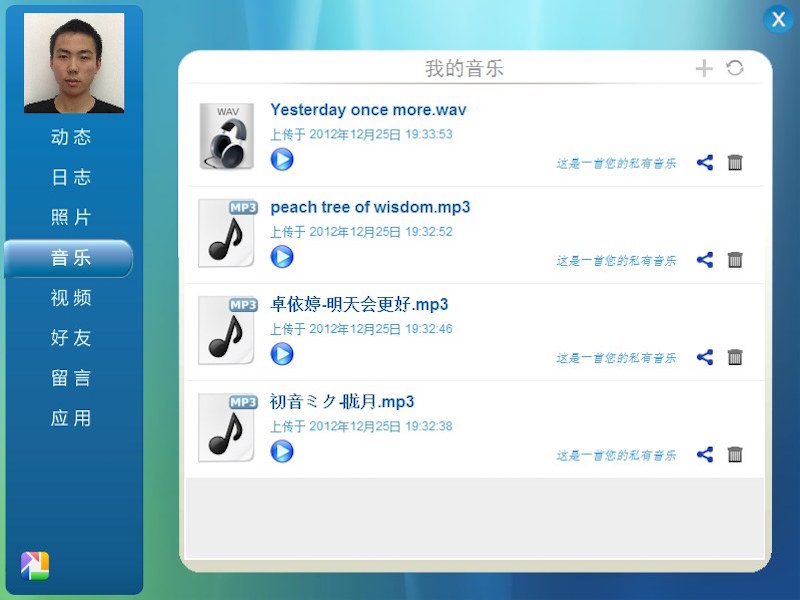 X
动态
日志
照片
音乐
视频
好友
留言
应用
我的音乐
WAV
Yesterday once more.wav
上传于 2012年12月25日 19:33:53
这是一首您的私有音乐
MP3
peach tree of wisdom.mp3
上传于 2012年12月25日 19:32:52
这是一首您的私有音乐
MP3
卓依婷-明天会更好.mp3
上传于 2012年12月25日 19:32:46
这是一首您的私有音乐
MP3
初音ミク-胧月.mp3
上传于 2012年12月25日 19:32:38
这是一首您的私有音乐